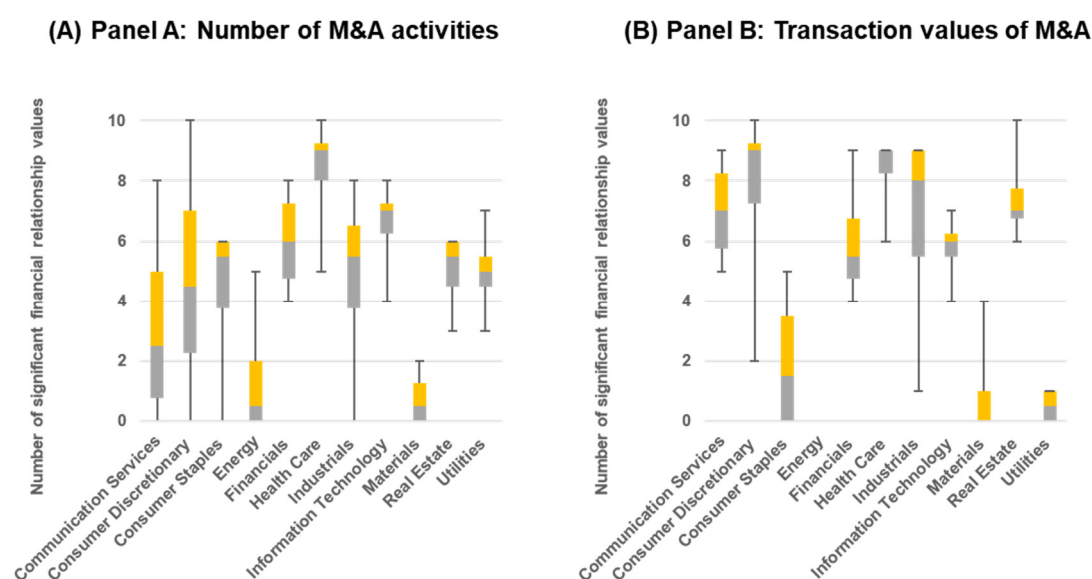 (A) Panel A: Number of M&A activities
Number of significant financial relationship values
10
8
6
4
2
0
Communication Services
Consumer Discretionary
Consumer Staples
Energy
Financials
Health Care
Industrials
Information Technology
Materials
Real Estate
Utilities
(B) Panel B: Transaction values of M&A
Number of significant financial relationship values
10
8
6
4
2
0
Communication Services
Consumer Discretionary
Consumer Staples
Energy
Financials
Health Care
Industrials
Information Technology
Materials
Real Estate
Utilities